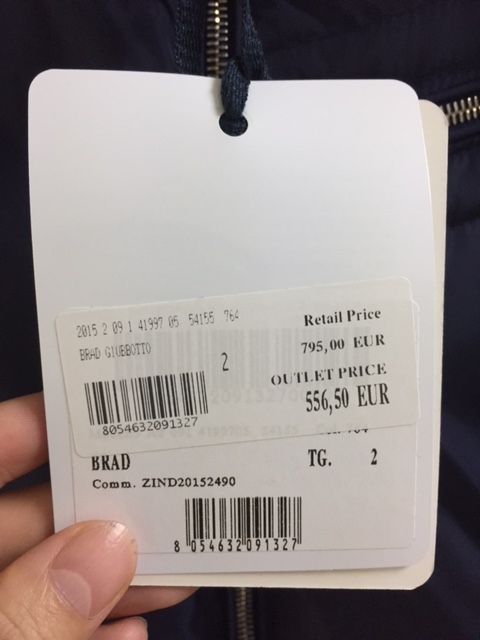 2015 2 09 1 41997 05 54155 764
BRAD GIUBBOTTO
2
Retail Price
795,00 EUR
OUTLET PRICE
556,50 EUR
8054632091327
BRAD TG. 2
Comm. ZIND20152490
8 054632 091327